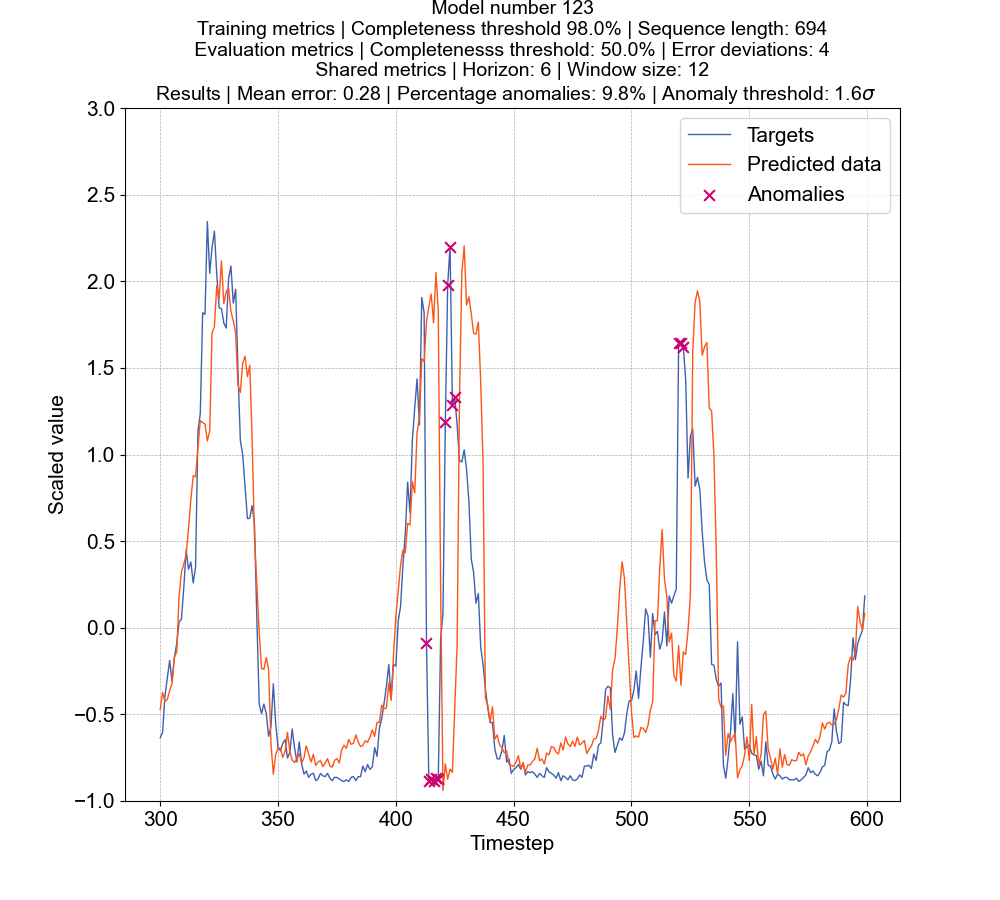 Model number 123
Training metrics | Completeness threshold 98.0% | Sequence length: 694
Evaluation metrics | Completenesss threshold: 50.0% | Error deviations: 4
Shared metrics | Horizon: 6 | Window size: 12
Results | Mean error: 0.28 | Percentage anomalies: 9.8% | Anomaly threshold: 1.6σ
Targets
Predicted data
Anomalies
Scaled value
3.0
2.5
2.0
1.5
1.0
0.5
0.0
−0.5
−1.0
300 350 400 450 500 550 600
Timestep